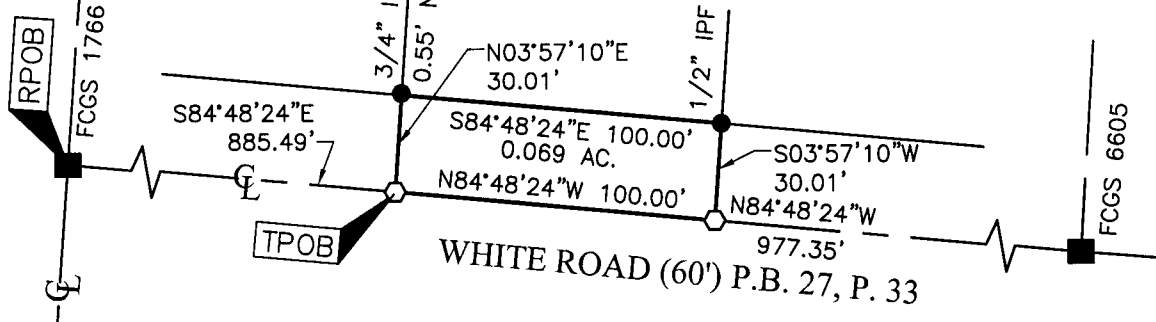 RPOB
FCGS 1766
3/4" I
0.55' N
N03°57'10"E
30.01'
1/2" IPF
S84°48'24"E
885.49'
S84°48'24"E 100.00'
0.069 AC.
N84°48'24"W 100.00'
S03°57'10"W
30.01'
N84°48'24"W
977.35'
FCGS 6605
CL
TPOB
WHITE ROAD (60') P.B. 27, P. 33
CL